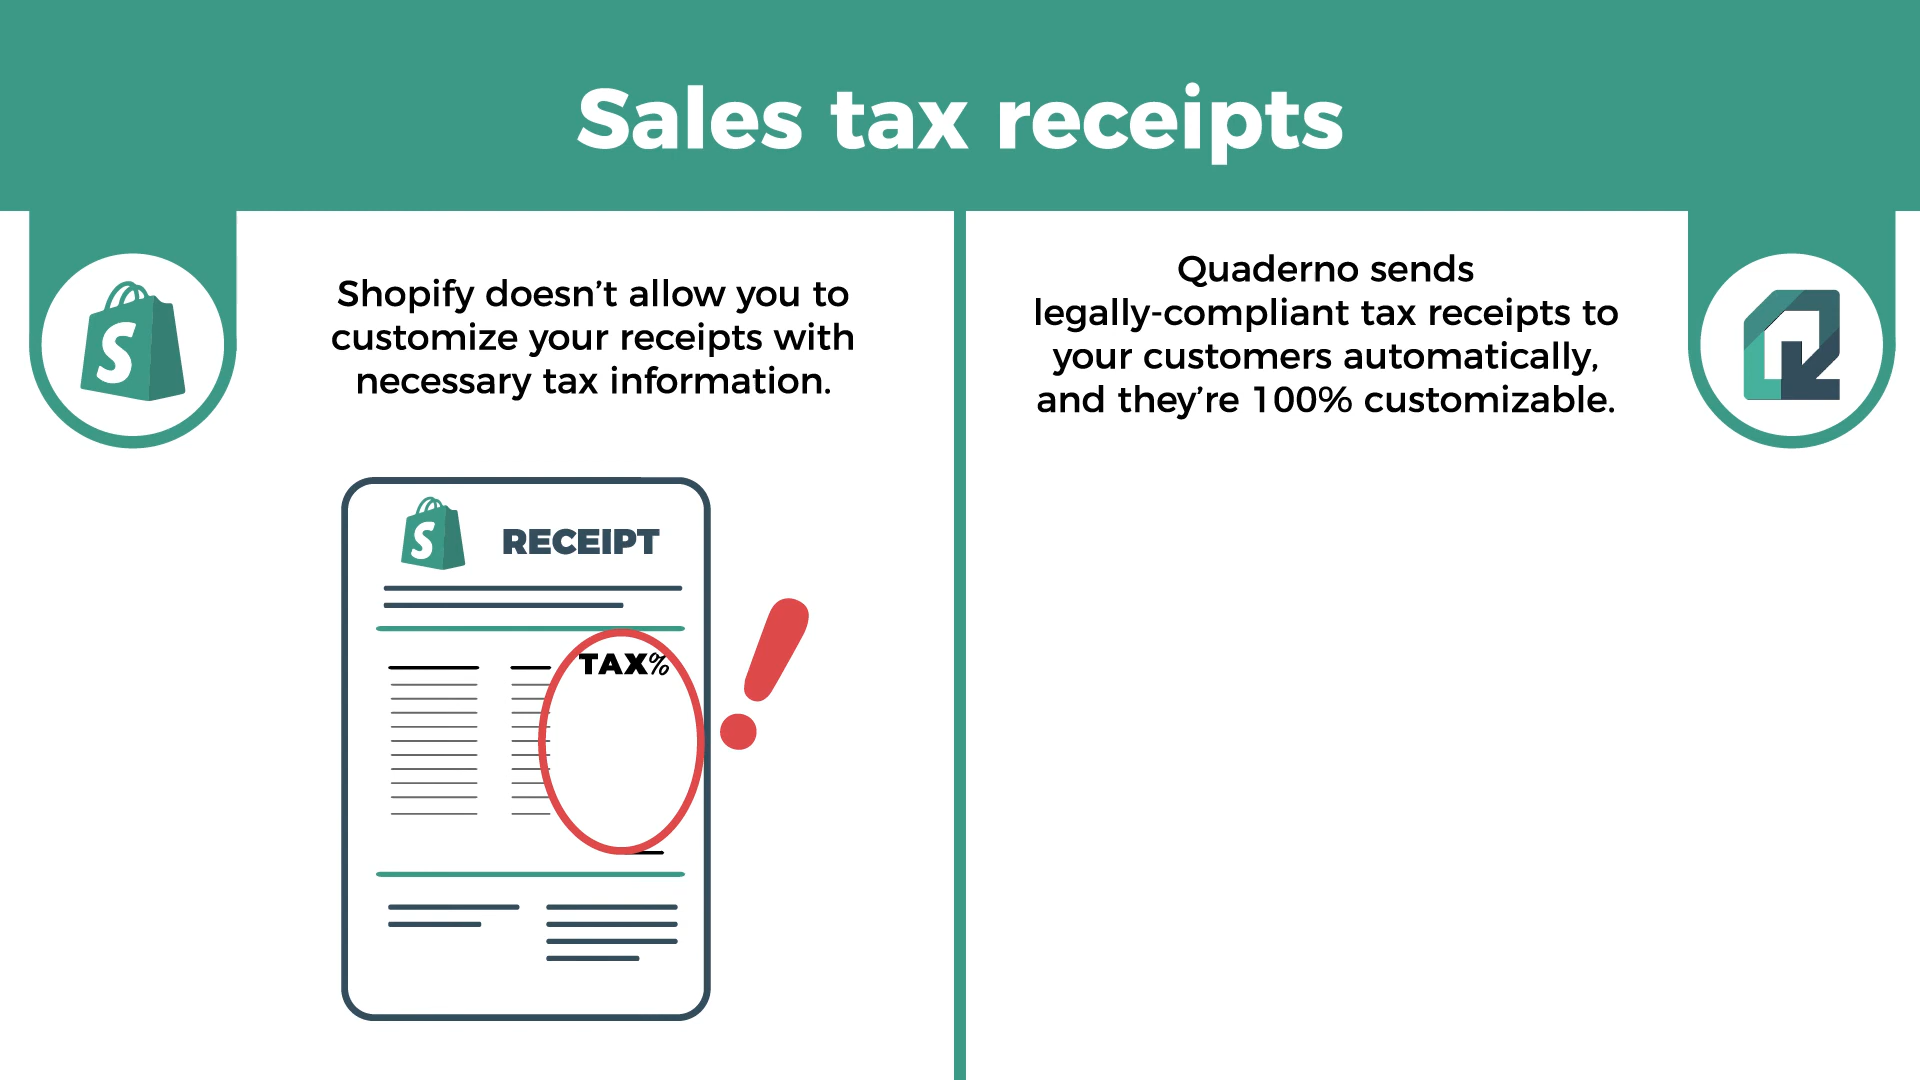 Sales tax receipts
Shopify doesn't allow you to
customize your receipts with
necessary tax information.
S
S
RECEIPT
TAX%
Quaderno sends
legally-compliant tax receipts to
your customers automatically,
and they're 100% customizable.